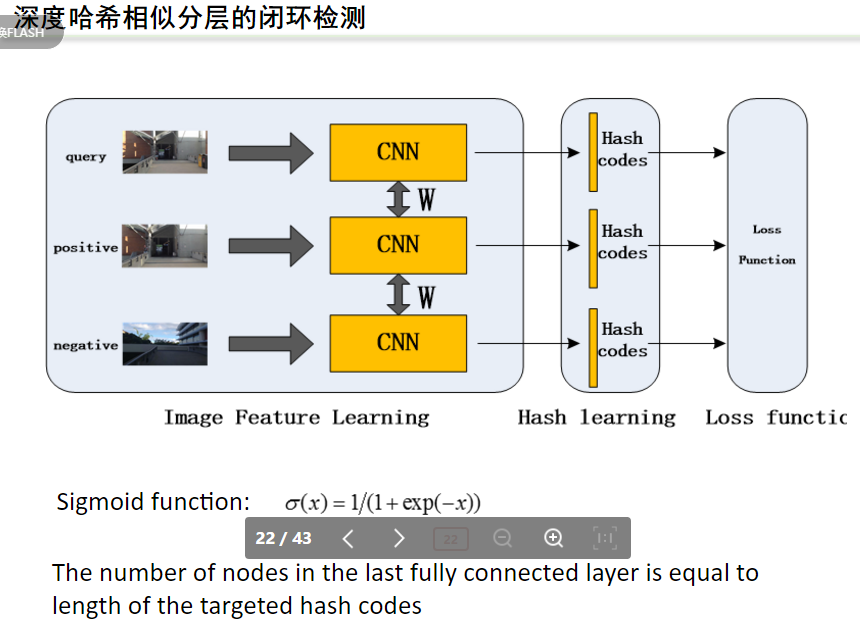 深度哈希相似分层的闭环检测
换FLASH
query
CNN
Hash
codes
W
positive
CNN
Hash
codes
Loss
Function
W
negative
CNN
Hash
codes
Image Feature Learning
Hash learning
Loss functic
Sigmoid function:
σ(x) = 1/(1+exp(−x))
22 / 43
22
1:1
The number of nodes in the last fully connected layer is equal to
length of the targeted hash codes